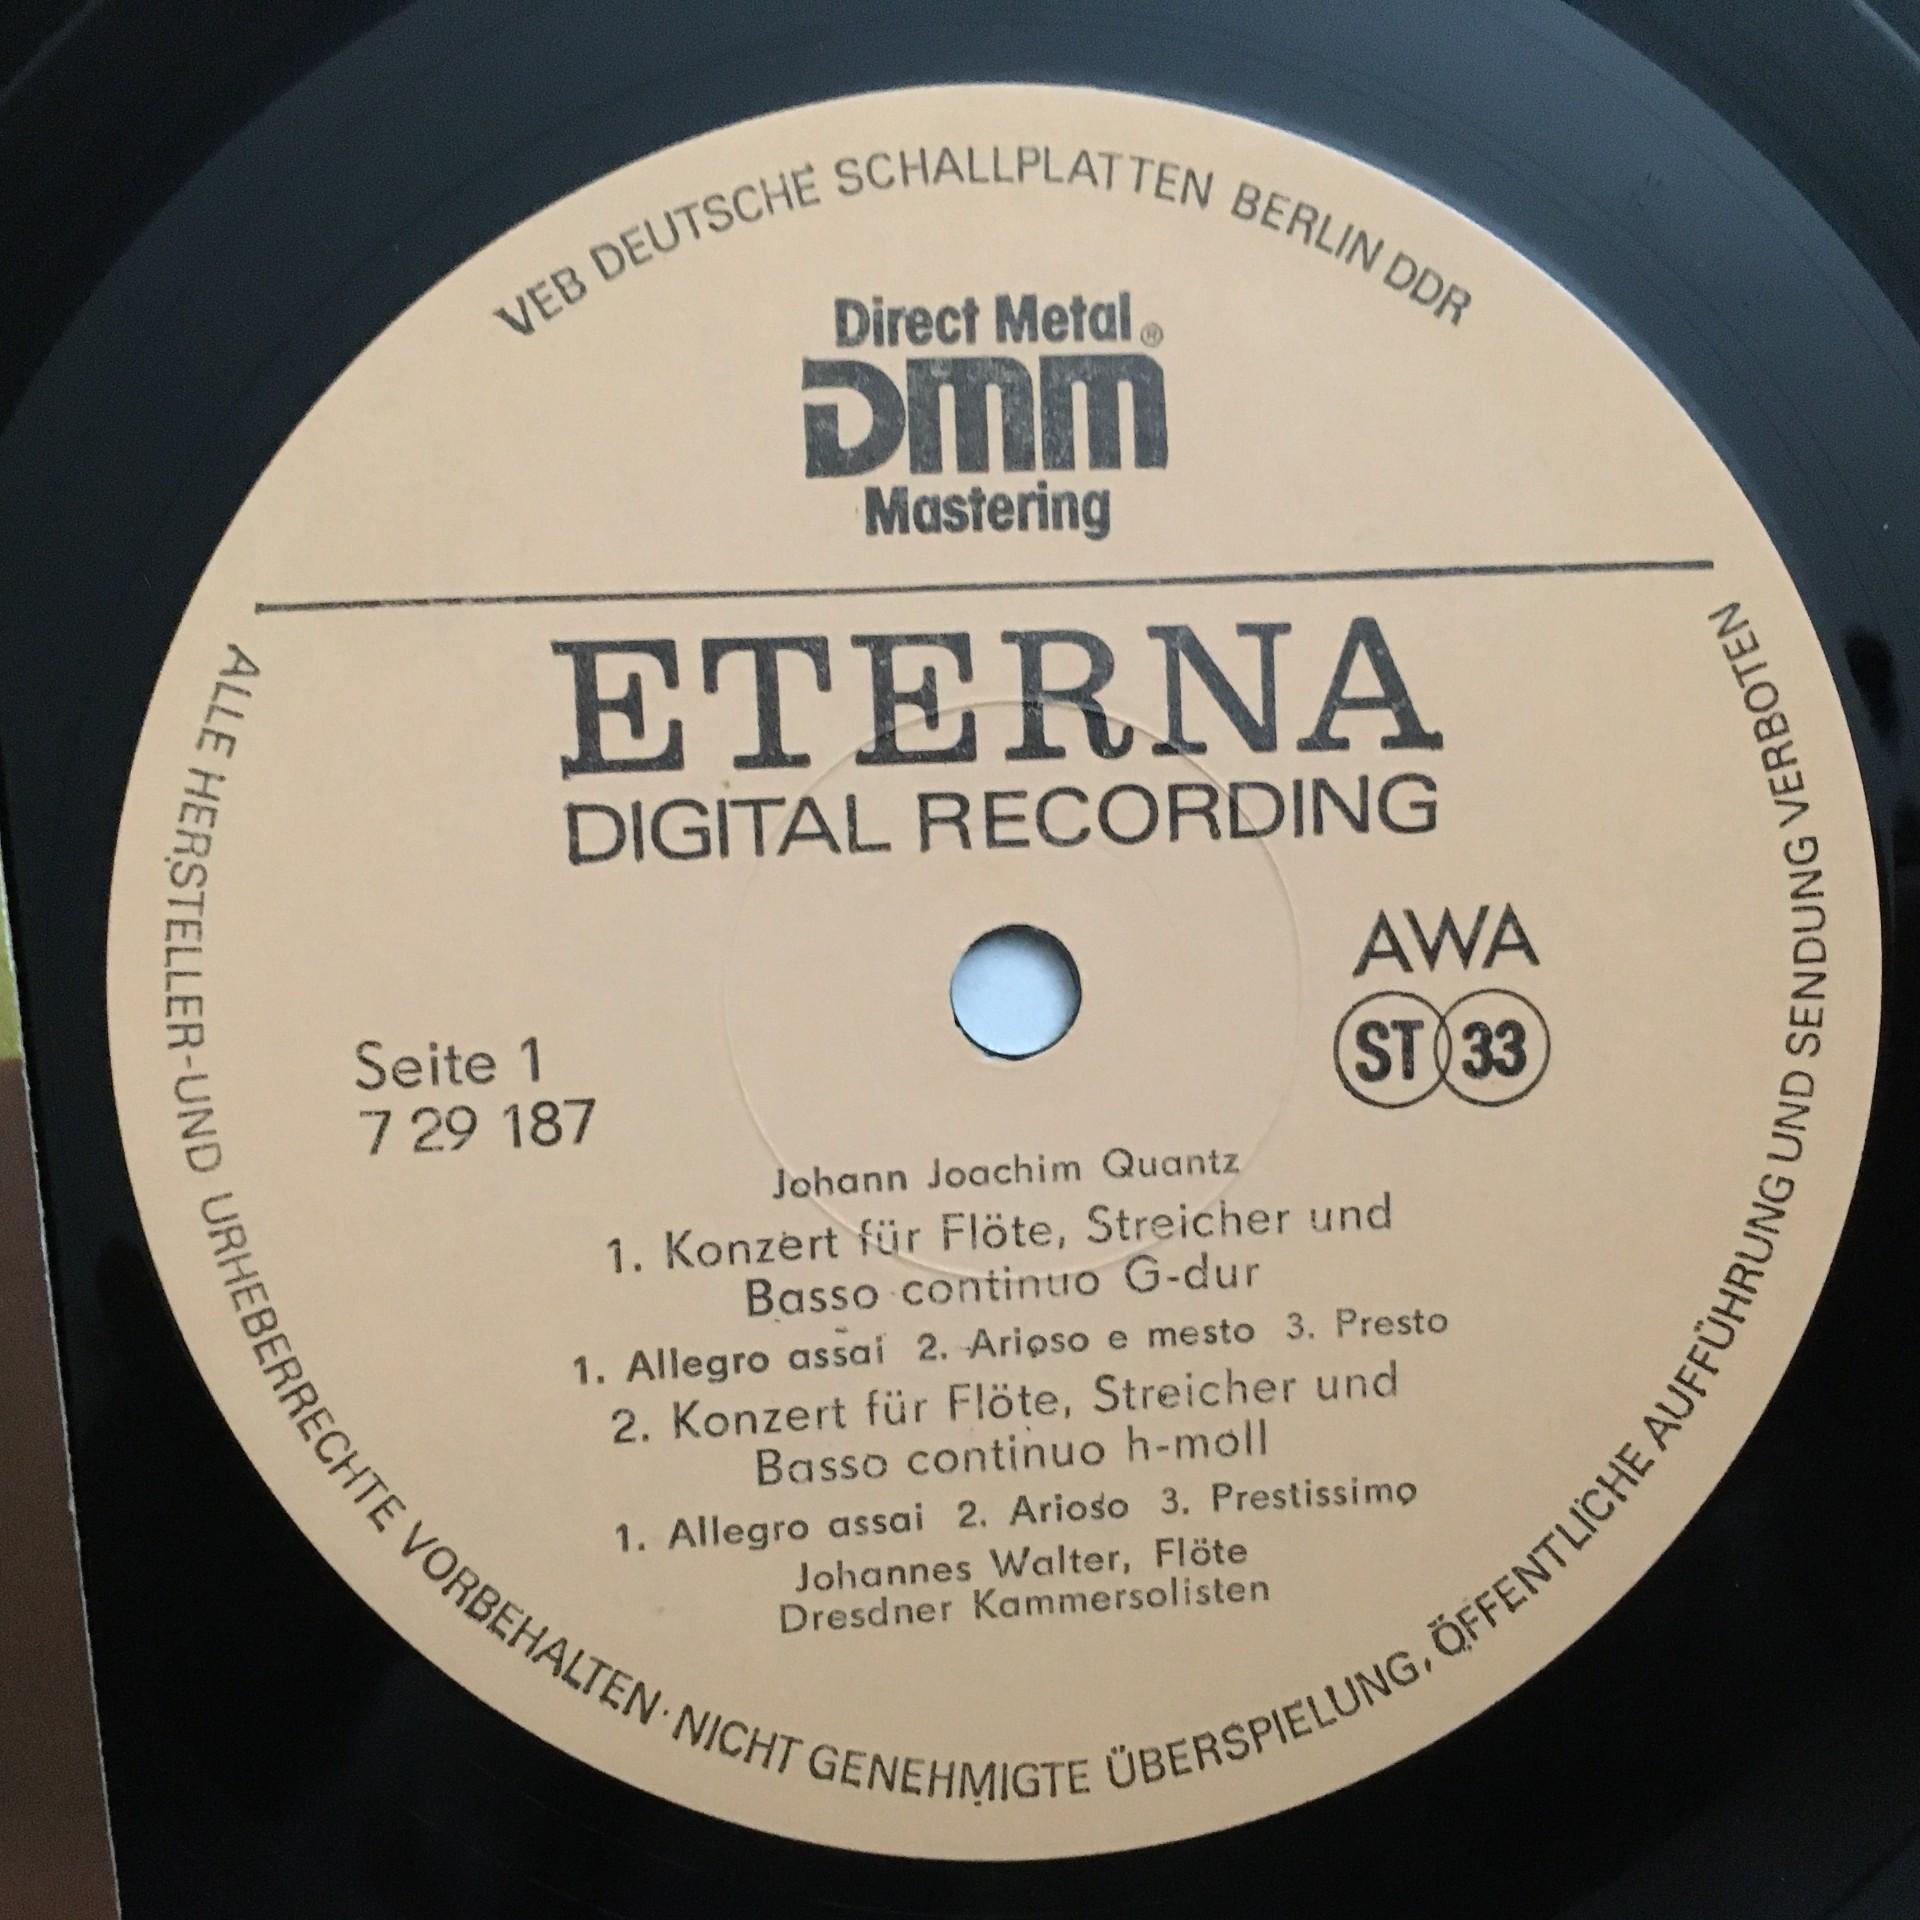 VEB DEUTSCHE SCHALLPLATTEN BERLIN DDR
Direct Metal ®
DMM
Mastering
ETERNA
DIGITAL RECORDING
AWA
ST 33
Seite 1
7 29 187
Johann Joachim Quantz
1. Konzert für Flöte, Streicher und
Basso continuo G-dur
1. Allegro assai 2. Arioso e mesto 3. Presto
2. Konzert für Flöte, Streicher und
Basso continuo h-moll
1. Allegro assai 2. Arioso 3. Prestissimo
Johannes Walter, Flöte
Dresdner Kammersolisten
ALLE HERSTELLER-UND URHEBERRECHTE VORBEHALTEN·NICHT GENEHMIGTE ÜBERSPIELUNG, ÖFFENTLICHE AUFFÜHRUNG UND SENDUNG VERBOTEN